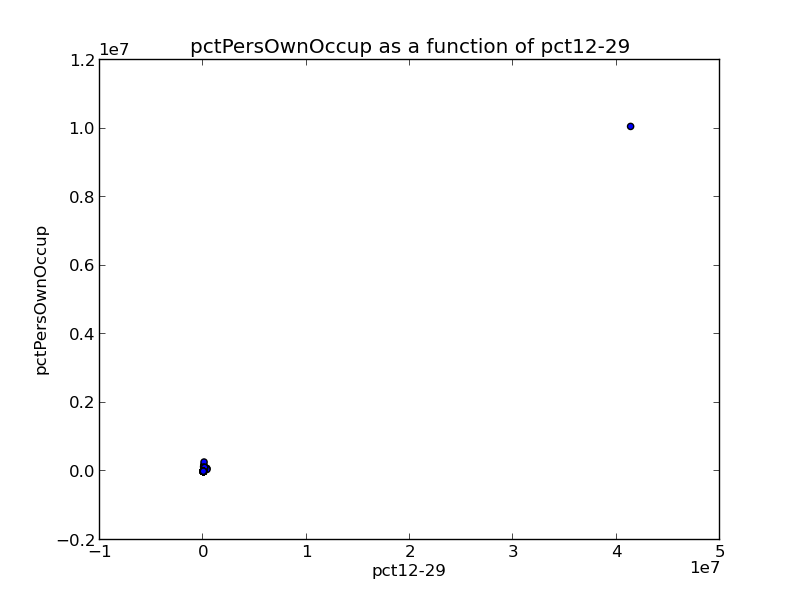 pctPersOwnOccup as a function of pct12-29
1e7
1.2
1.0
0.8
0.6
0.4
0.2
0.0
−0.2
pctPersOwnOccup
−1 0 1 2 3 4 5
1e7
pct12-29